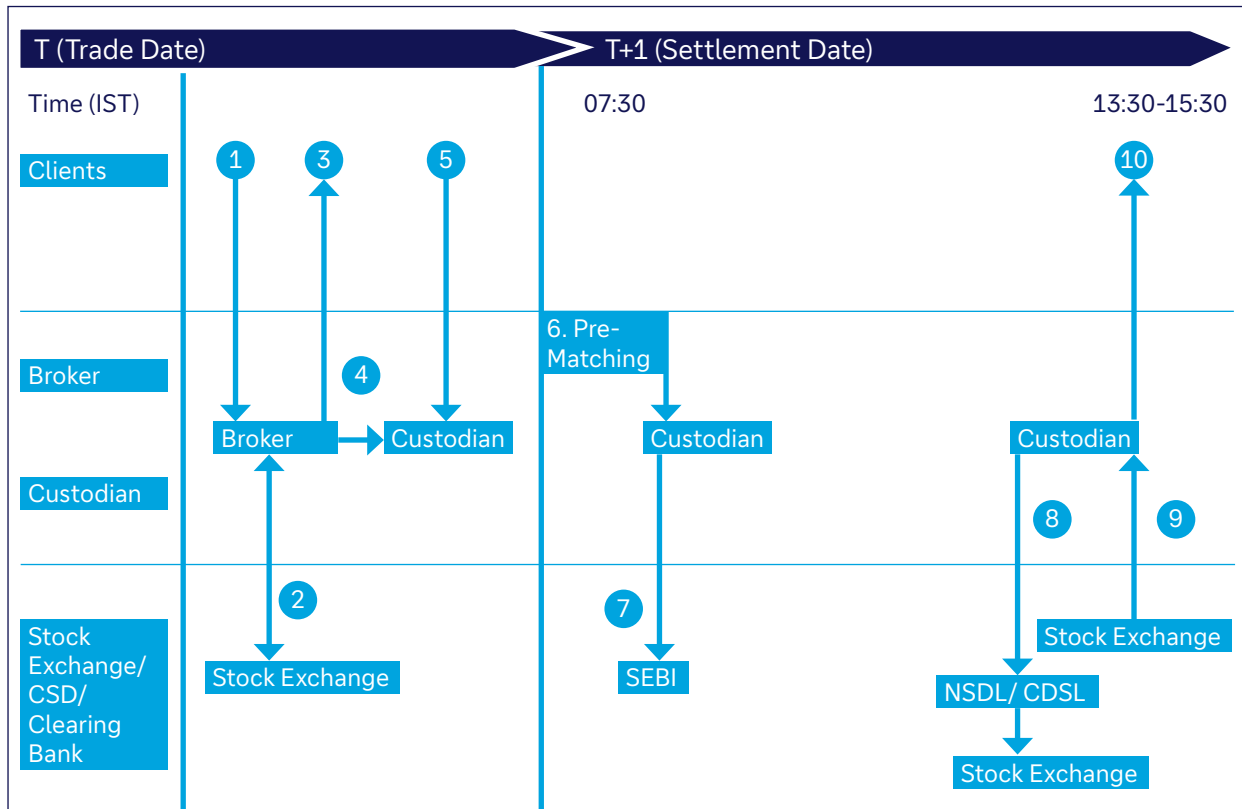 T (Trade Date)
T+1 (Settlement Date)
Time (IST)
07:30
13:30-15:30
Clients
1
3
5
10
6. Pre-
Matching
Broker
4
Broker
Custodian
Custodian
Custodian
Custodian
8
9
2
7
Stock
Exchange/
CSD/
Clearing
Bank
Stock Exchange
SEBI
Stock Exchange
NSDL/ CDSL
Stock Exchange